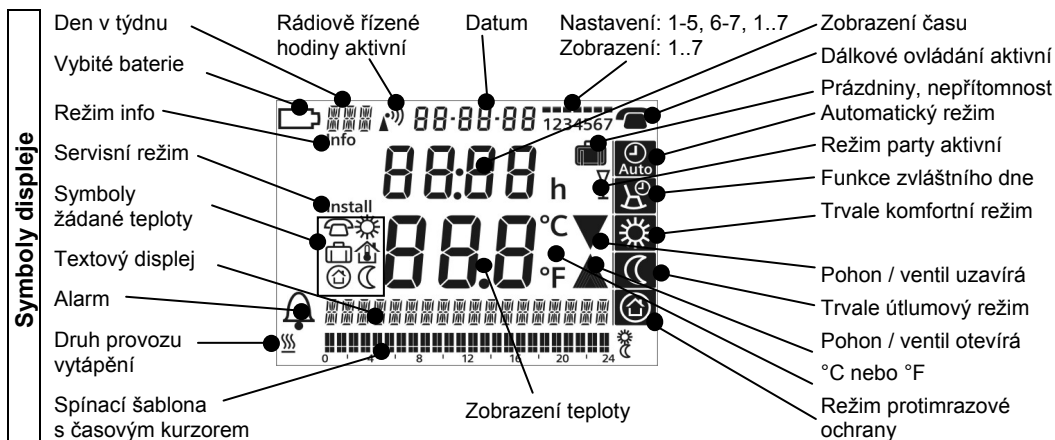 Symboly displeje
Den v týdnu
Vybité baterie
Režim info
Servisní režim
Symboly
žádané teploty
Textový displej
Alarm
Druh provozu
vytápění
Spínací šablona
s časovým kurzorem
Rádiově řízené
hodiny aktivní
Datum
Nastavení: 1-5, 6-7, 1..7
Zobrazení: 1..7
88-88-88
1234567
Info
88:88 h
Install
88.8
°C
°F
Auto
0 4 8 12 16 20 24
Zobrazení teploty
Zobrazení času
Dálkové ovládání aktivní
Prázdniny, nepřítomnost
Automatický režim
Režim party aktivní
Funkce zvláštního dne
Trvale komfortní režim
Pohon / ventil uzavírá
Trvale útlumový režim
Pohon / ventil otevírá
°C nebo °F
Režim protimrazové
ochrany